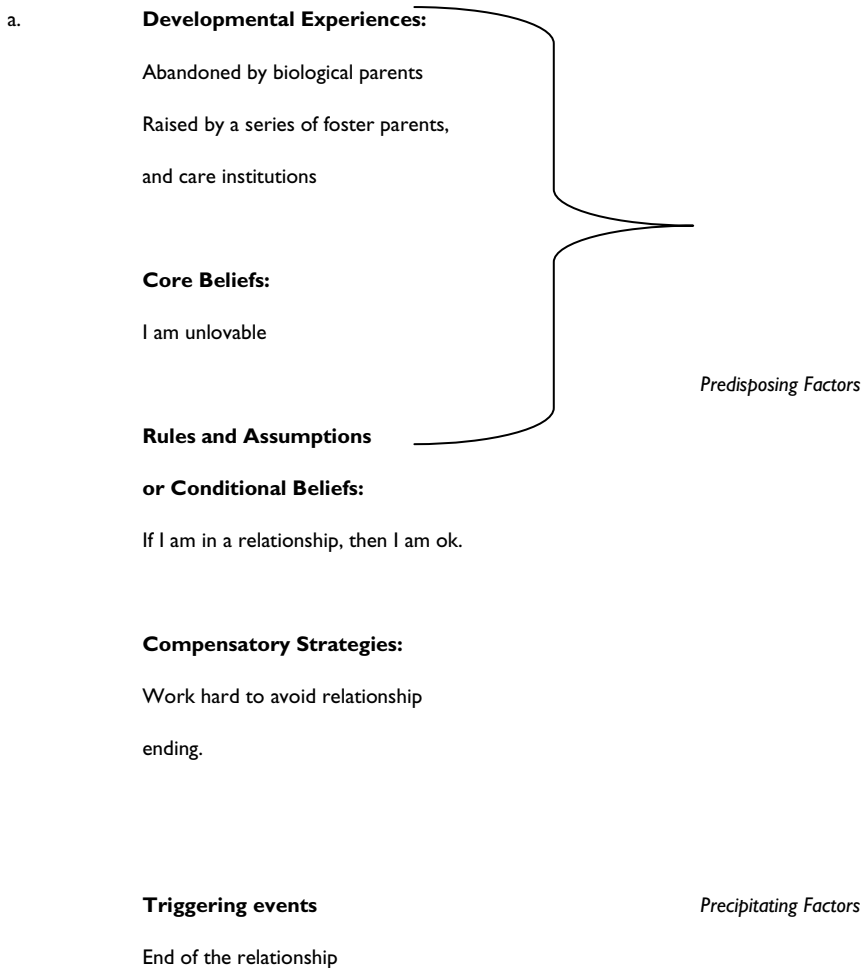 a. Developmental Experiences:
Abandoned by biological parents
Raised by a series of foster parents,
and care institutions
Core Beliefs:
I am unlovable
Predisposing Factors
Rules and Assumptions
or Conditional Beliefs:
If I am in a relationship, then I am ok.
Compensatory Strategies:
Work hard to avoid relationship
ending.
Triggering events Precipitating Factors
End of the relationship